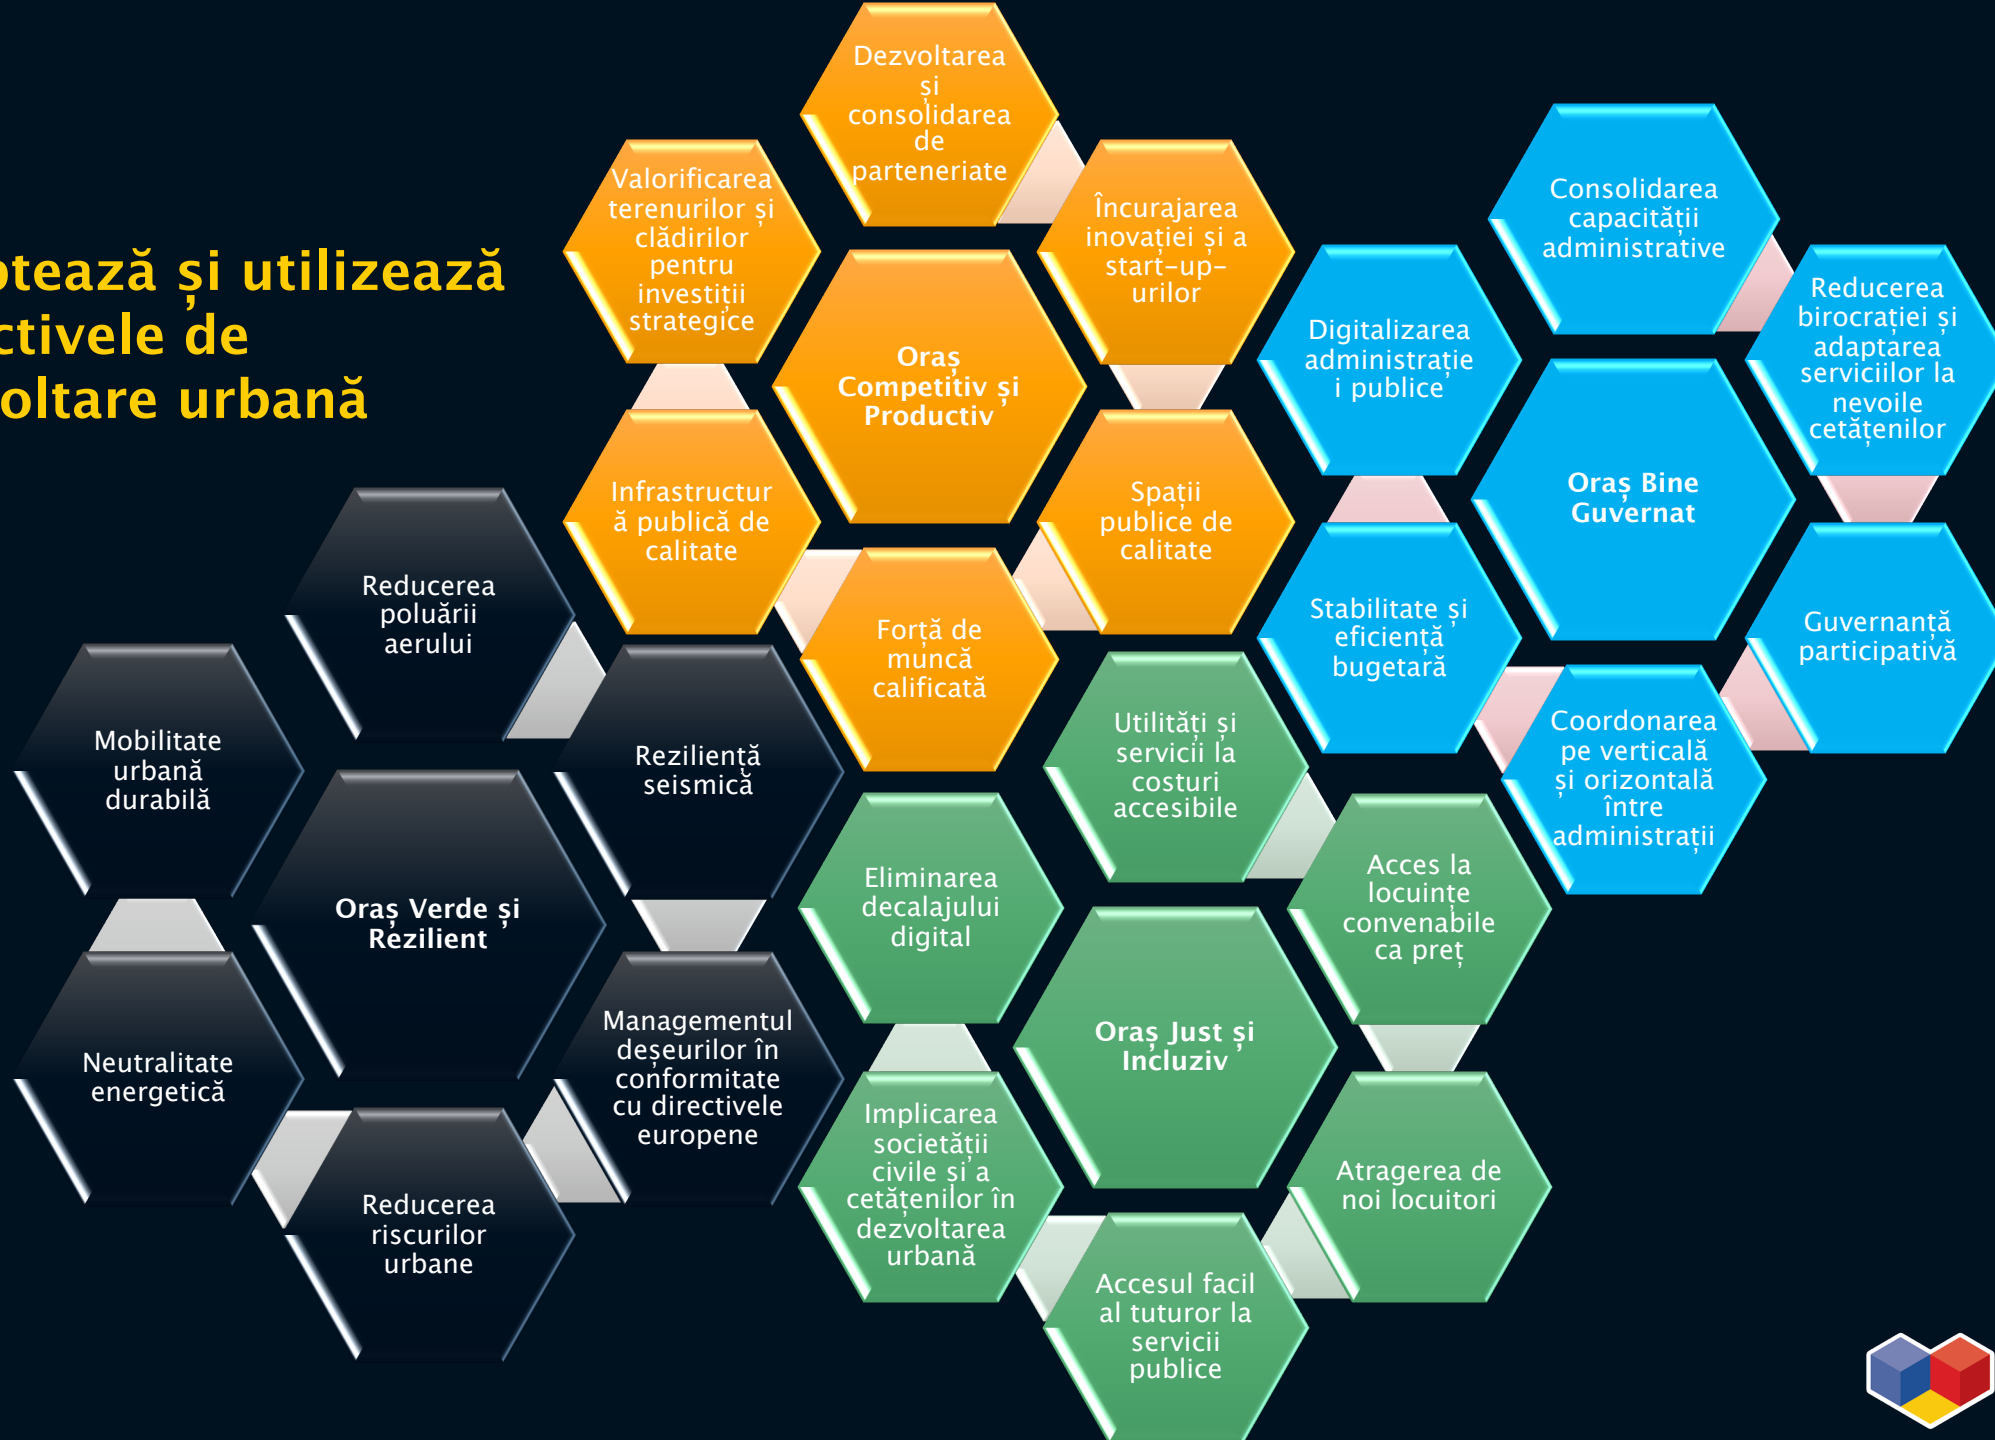 ptează și utilizează
ctivele de
oltare urbană
Dezvoltarea
și
consolidarea
de
parteneriate
Valorificarea
terenurilor și
clădirilor
pentru
investiții
strategice
Încurajarea
inovației și a
start-up-
urilor
Oraș
Competitiv și
Productiv
Infrastructur
ă publică de
calitate
Spații
publice de
calitate
Forță de
muncă
calificată
Consolidarea
capacității
administrative
Digitalizarea
administrație
i publice
Reducerea
birocrației și
adaptarea
serviciilor la
nevoile
cetățenilor
Oraș Bine
Guvernat
Stabilitate și
eficiență
bugetară
Guvernanță
participativă
Coordonarea
pe verticală
și orizontală
între
administrații
Reducerea
poluării
aerului
Mobilitate
urbană
durabilă
Reziliență
seismică
Oraș Verde și
Rezilient
Neutralitate
energetică
Managementul
deșeurilor în
conformitate
cu directivele
europene
Reducerea
riscurilor
urbane
Utilități și
servicii la
costuri
accesibile
Eliminarea
decalajului
digital
Acces la
locuințe
convenabile
ca preț
Oraș Just și
Incluziv
Implicarea
societății
civile și a
cetățenilor în
dezvoltarea
urbană
Atragerea de
noi locuitori
Accesul facil
al tuturor la
servicii
publice